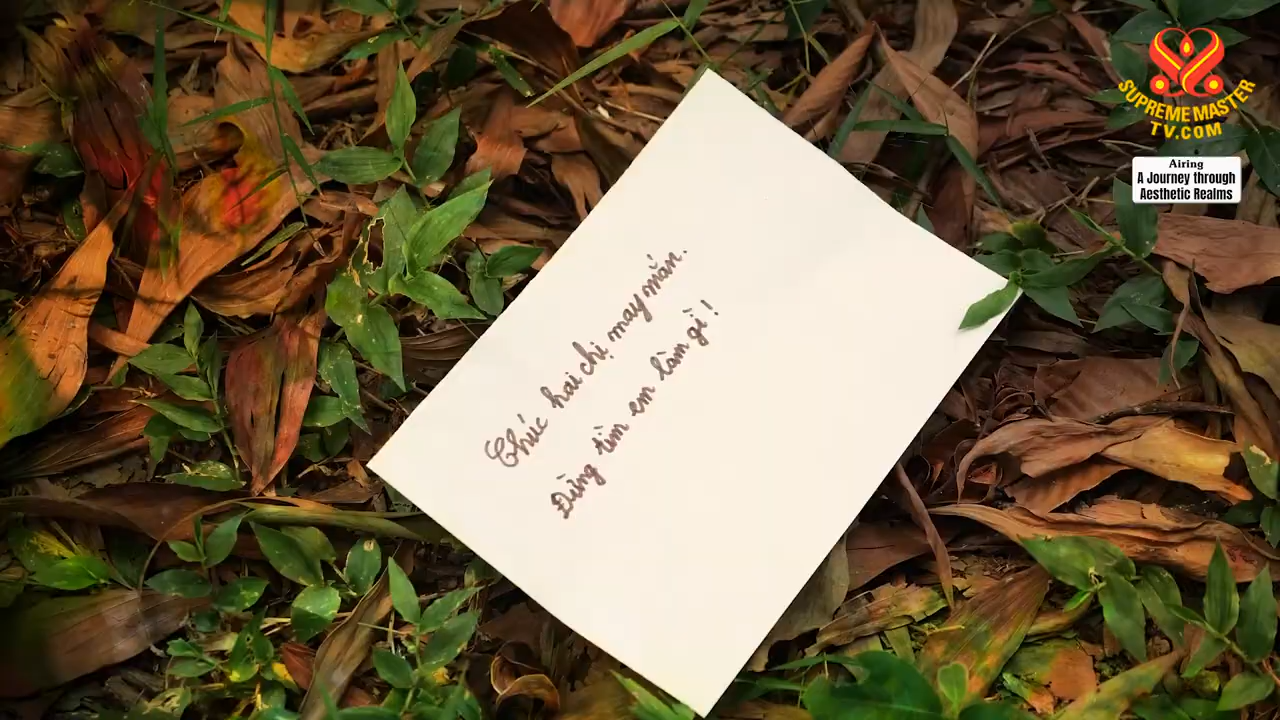 Chúc hai chị may mắn.
Đừng tìm em làm gì!
SUPREME MASTER
TV.COM
Airing
A Journey through
Aesthetic Realms